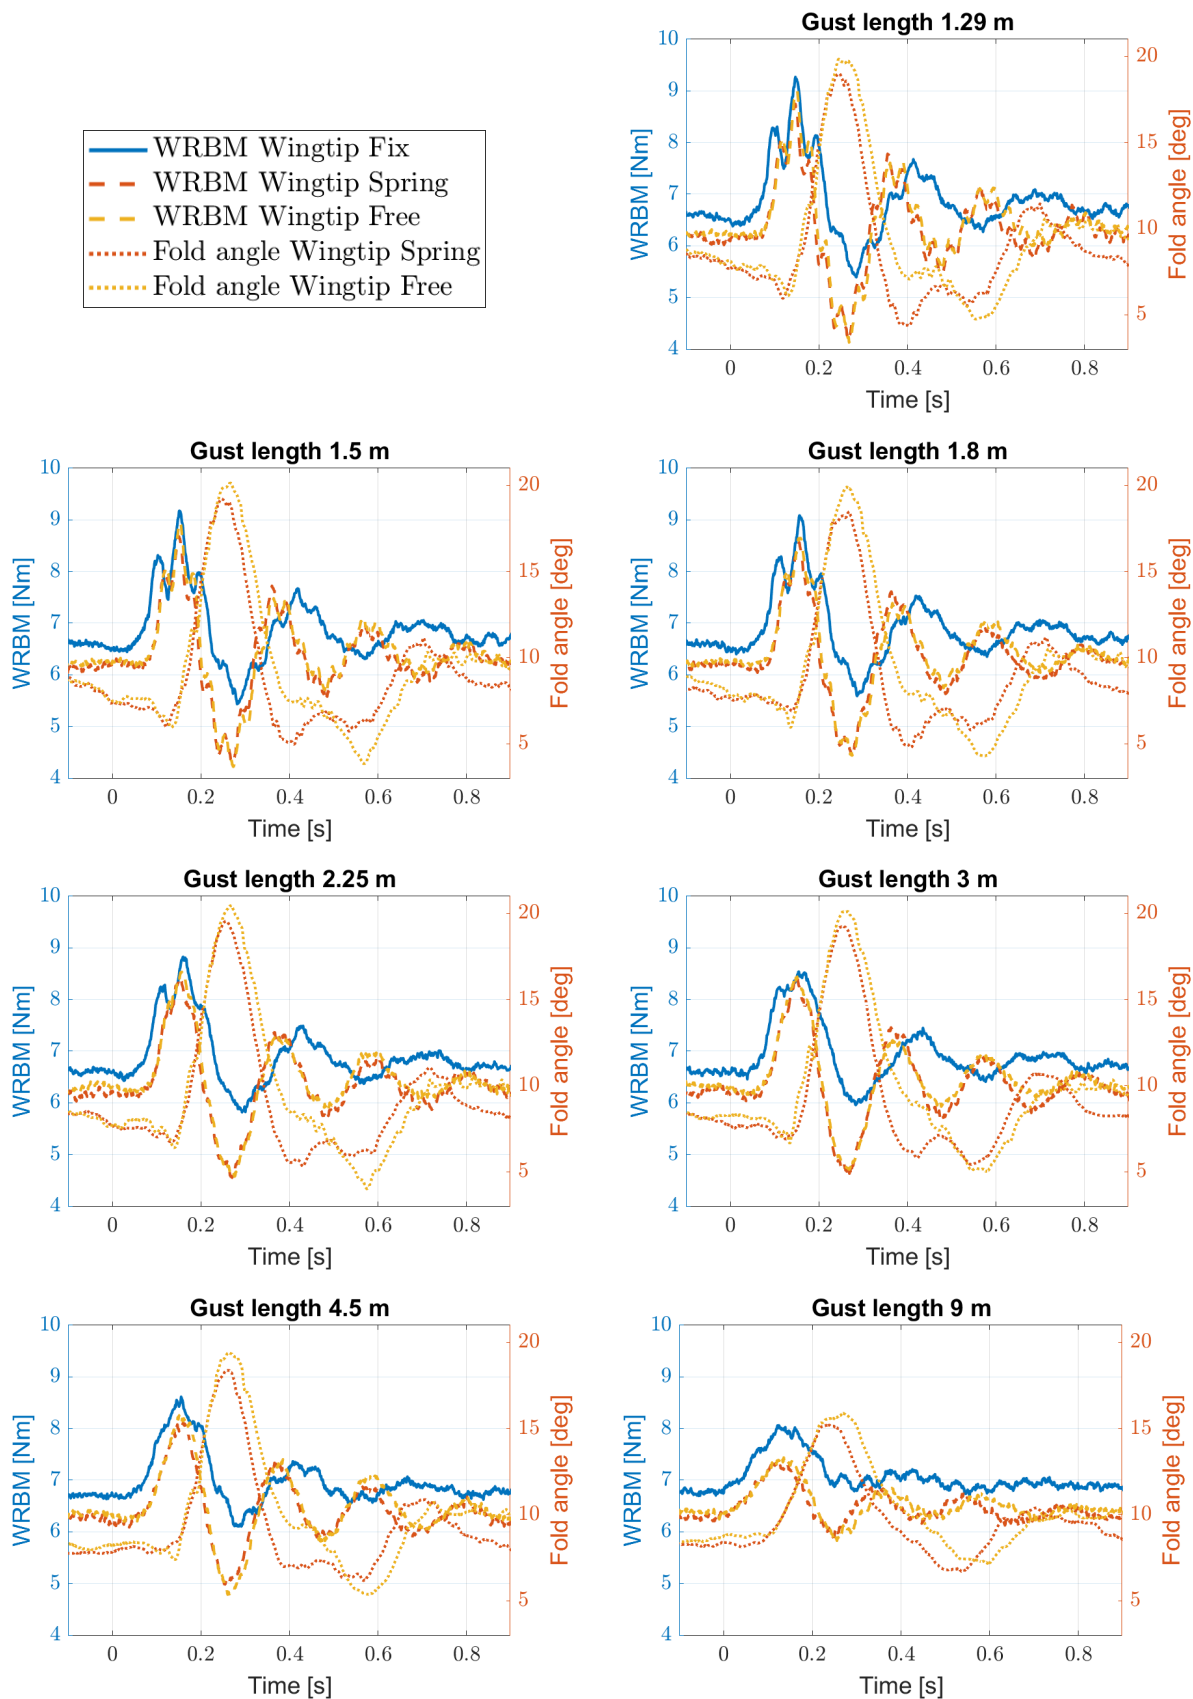 Gust length 1.29 m
WRBM Wingtip Fix
WRBM Wingtip Spring
WRBM Wingtip Free
Fold angle Wingtip Spring
Fold angle Wingtip Free
WRBM [Nm]
10
9
8
7
6
5
4
20
15
10
5
Fold angle [deg]
0 0.2 0.4 0.6 0.8
Time [s]
Gust length 1.5 m
WRBM [Nm]
10
9
8
7
6
5
4
20
15
10
5
Fold angle [deg]
0 0.2 0.4 0.6 0.8
Time [s]
Gust length 1.8 m
WRBM [Nm]
10
9
8
7
6
5
4
20
15
10
5
Fold angle [deg]
0 0.2 0.4 0.6 0.8
Time [s]
Gust length 2.25 m
WRBM [Nm]
10
9
8
7
6
5
4
20
15
10
5
Fold angle [deg]
0 0.2 0.4 0.6 0.8
Time [s]
Gust length 3 m
WRBM [Nm]
10
9
8
7
6
5
4
20
15
10
5
Fold angle [deg]
0 0.2 0.4 0.6 0.8
Time [s]
Gust length 4.5 m
WRBM [Nm]
10
9
8
7
6
5
4
20
15
10
5
Fold angle [deg]
0 0.2 0.4 0.6 0.8
Time [s]
Gust length 9 m
WRBM [Nm]
10
9
8
7
6
5
4
20
15
10
5
Fold angle [deg]
0 0.2 0.4 0.6 0.8
Time [s]